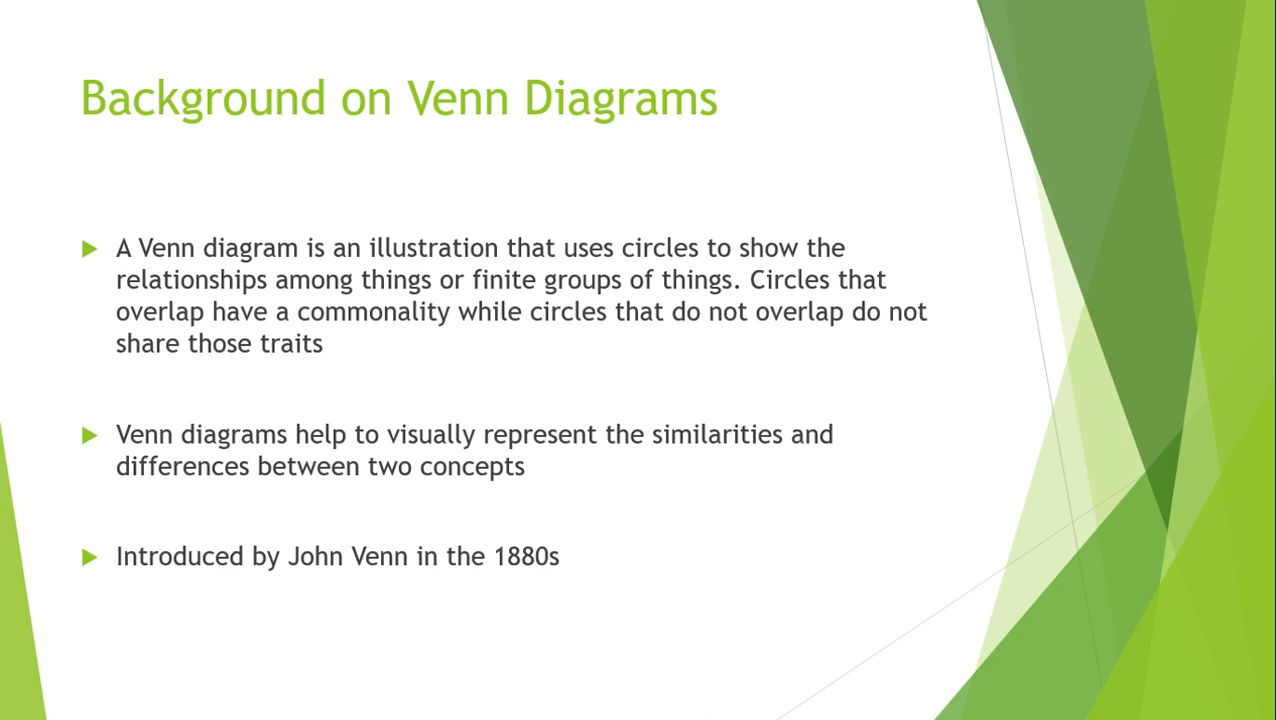 Background on Venn Diagrams
A Venn diagram is an illustration that uses circles to show the
relationships among things or finite groups of things. Circles that
overlap have a commonality while circles that do not overlap do not
share those traits
Venn diagrams help to visually represent the similarities and
differences between two concepts
Introduced by John Venn in the 1880s